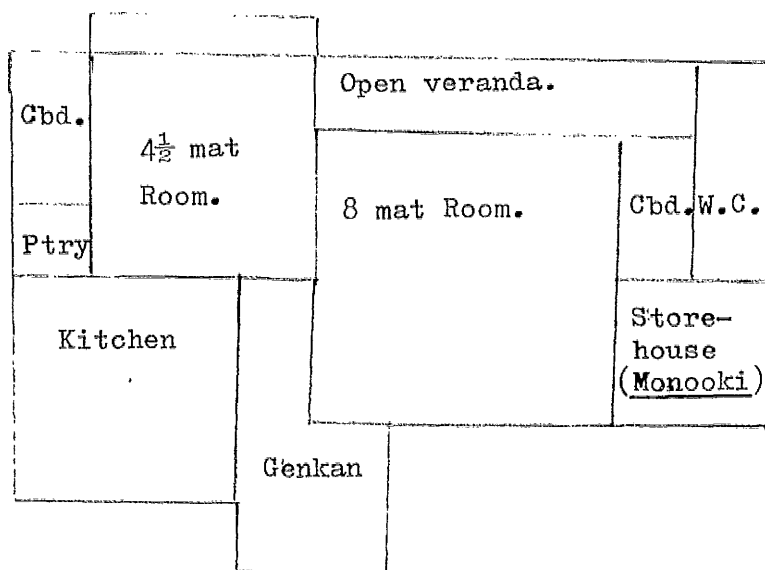 Open veranda.
Cbd.
4½ mat
Room.
8 mat Room.
Cbd.
W.C.
Ptry
Kitchen
Store-
house
(Monooki)
Genkan